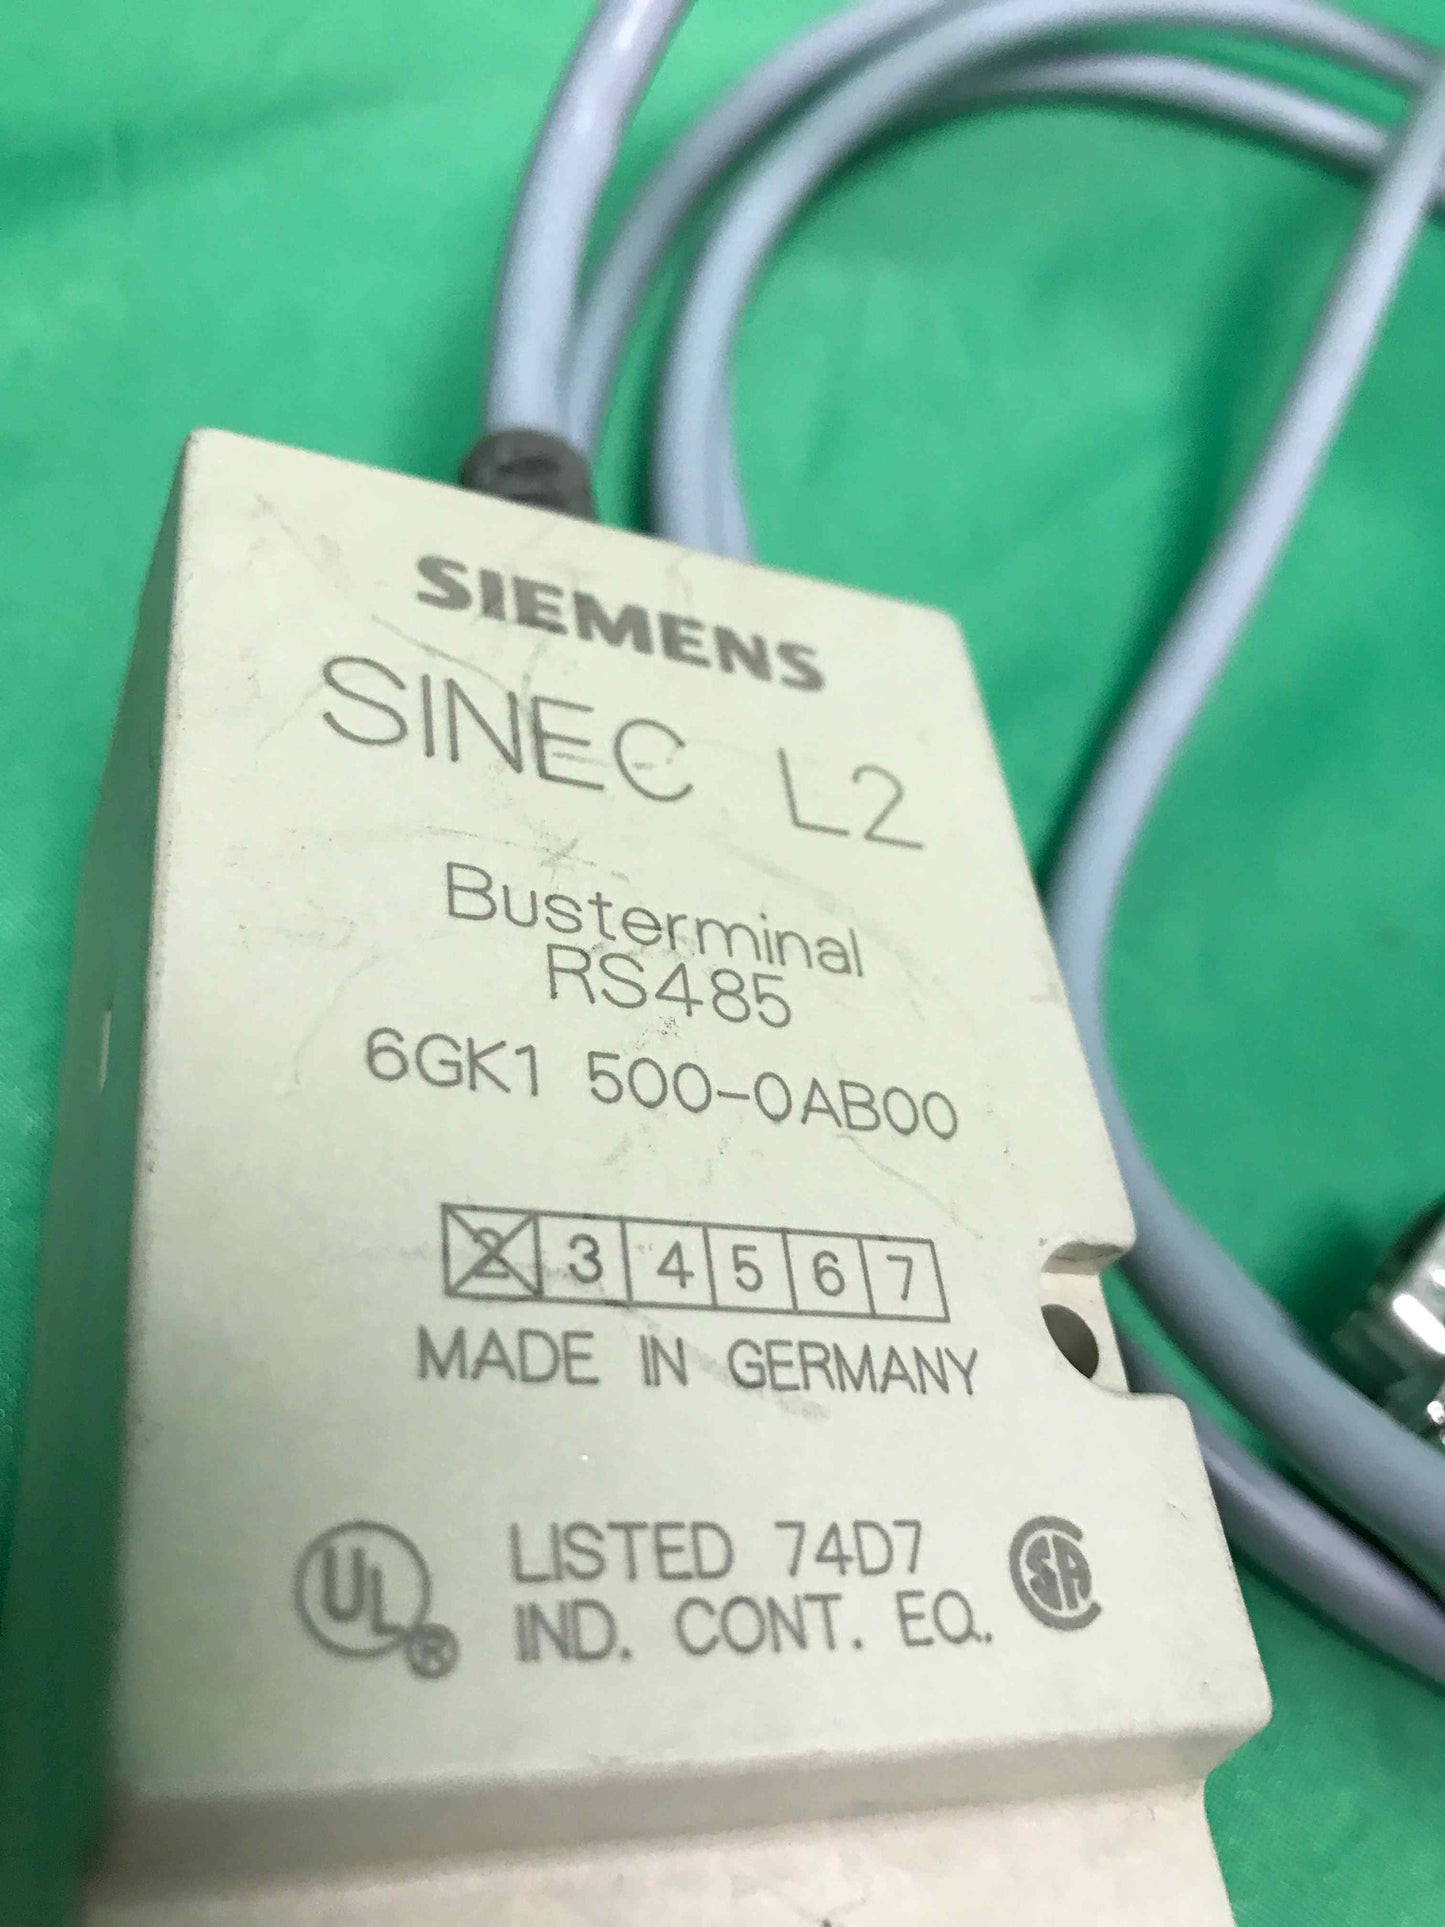 SIEMENS
SINEC L2
Busterminal
RS485
6GK1 500-0AB00
2 3 4 5 6 7
MADE IN GERMANY
UL® LISTED 74D7 SA
IND. CONT. EQ.